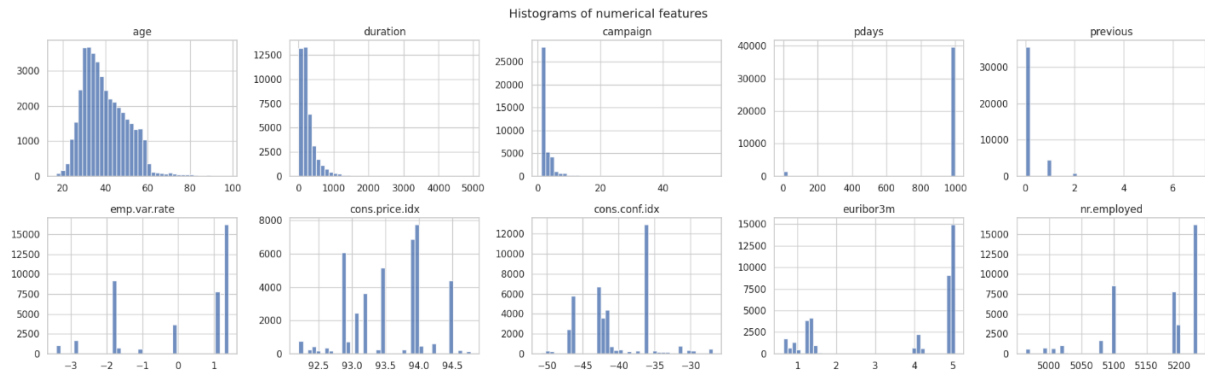 Histograms of numerical features
age duration campaign pdays previous
3000 12500 25000 40000 30000
2000 10000 20000 30000 20000
1000 7500 15000 20000 10000
0 5000 10000 10000 0
2500 5000 0
0 0
20 40 60 80 100 0 1000 2000 3000 4000 5000 0 20 40 0 200 400 600 800 1000 0 2 4 6
emp.var.rate cons.price.idx cons.conf.idx euribor3m nr.employed
15000 8000 12000 15000 15000
12500 6000 10000 12500 12500
10000 4000 8000 10000 10000
7500 2000 6000 7500 7500
5000 0 4000 5000 5000
2500 2000 2500 2500
0 0 0 0
−3 −2 −1 0 1 92.5 93.0 93.5 94.0 94.5 −50 −45 −40 −35 −30 1 2 3 4 5 5000 5050 5100 5150 5200